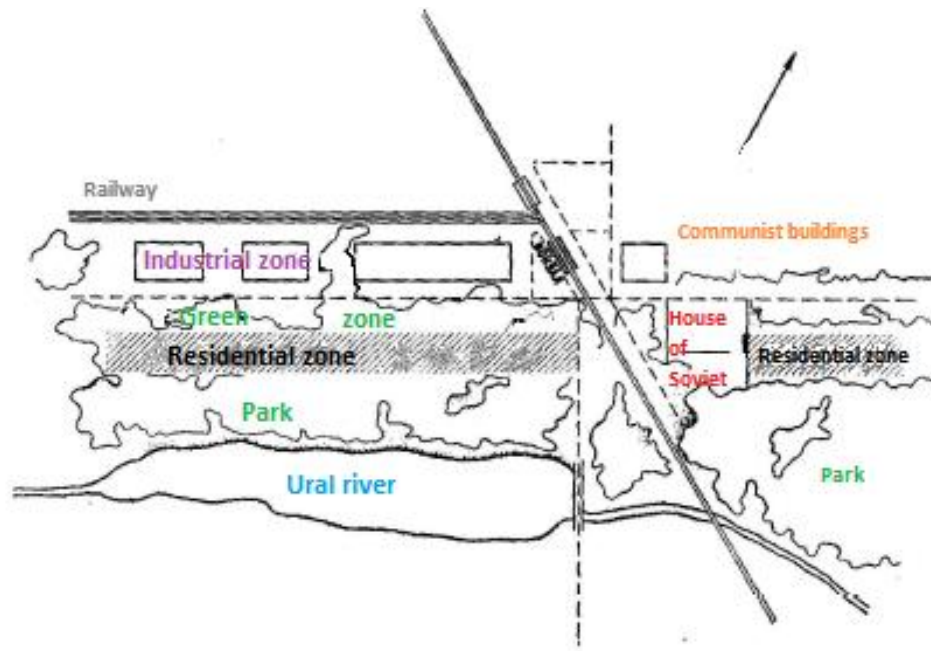 Railway
Communist buildings
Industrial zone
Green zone
House
of
Soviet
Residential zone
Residential zone
Park
Park
Ural river